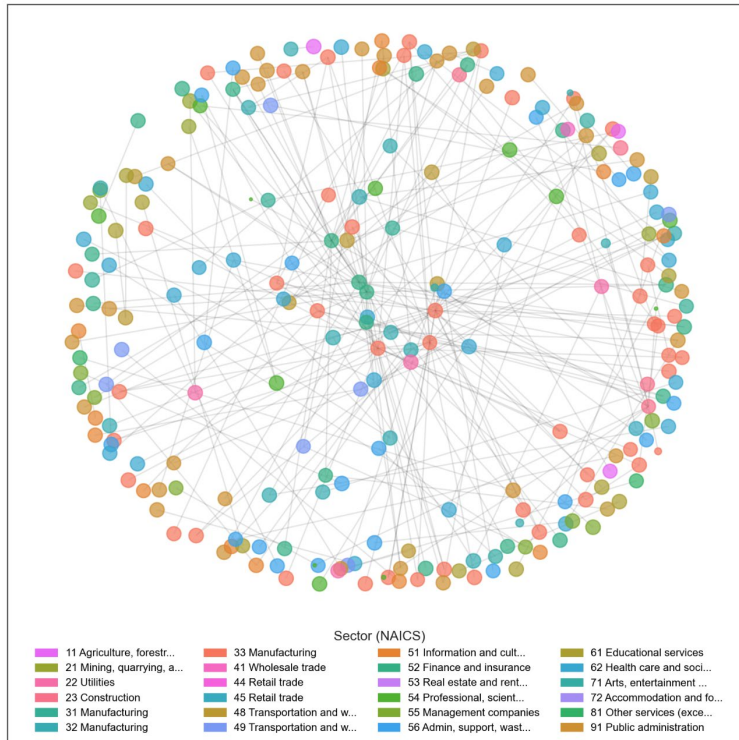 Sector (NAICS)
11 Agriculture, forestr... 33 Manufacturing 51 Information and cult... 61 Educational services
21 Mining, quarrying, a... 41 Wholesale trade 52 Finance and insurance 62 Health care and soci...
22 Utilities 44 Retail trade 53 Real estate and rent... 71 Arts, entertainment ...
23 Construction 45 Retail trade 54 Professional, scient... 72 Accommodation and fo...
31 Manufacturing 48 Transportation and w... 55 Management companies 81 Other services (exce...
32 Manufacturing 49 Transportation and w... 56 Admin, support, wast... 91 Public administration